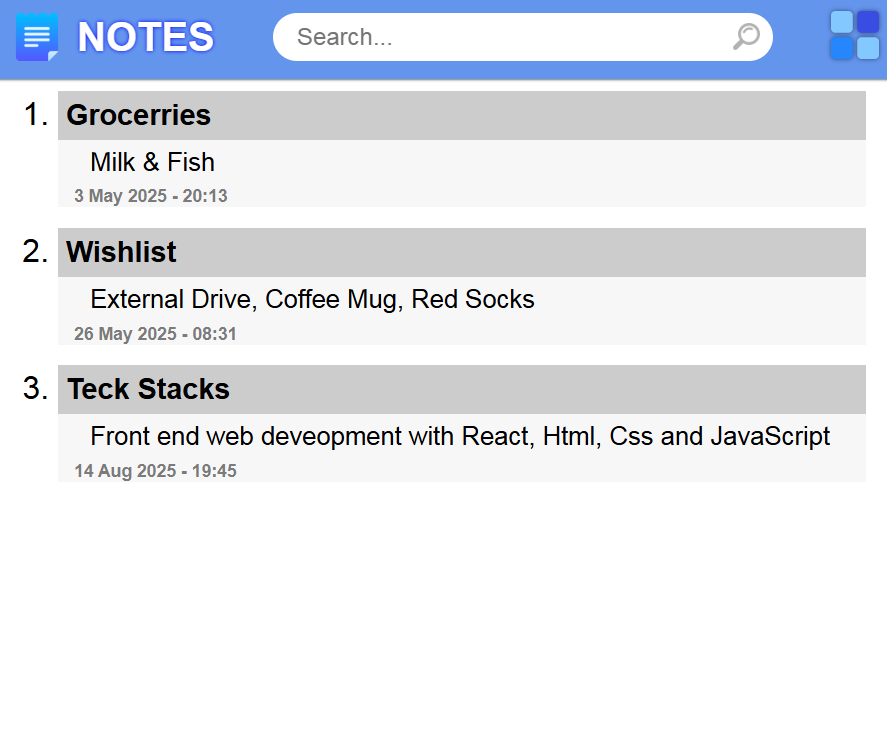 NOTES
Search...
1. Grocerries
Milk & Fish
3 May 2025 - 20:13
2. Wishlist
External Drive, Coffee Mug, Red Socks
26 May 2025 - 08:31
3. Teck Stacks
Front end web deveopment with React, Html, Css and JavaScript
14 Aug 2025 - 19:45